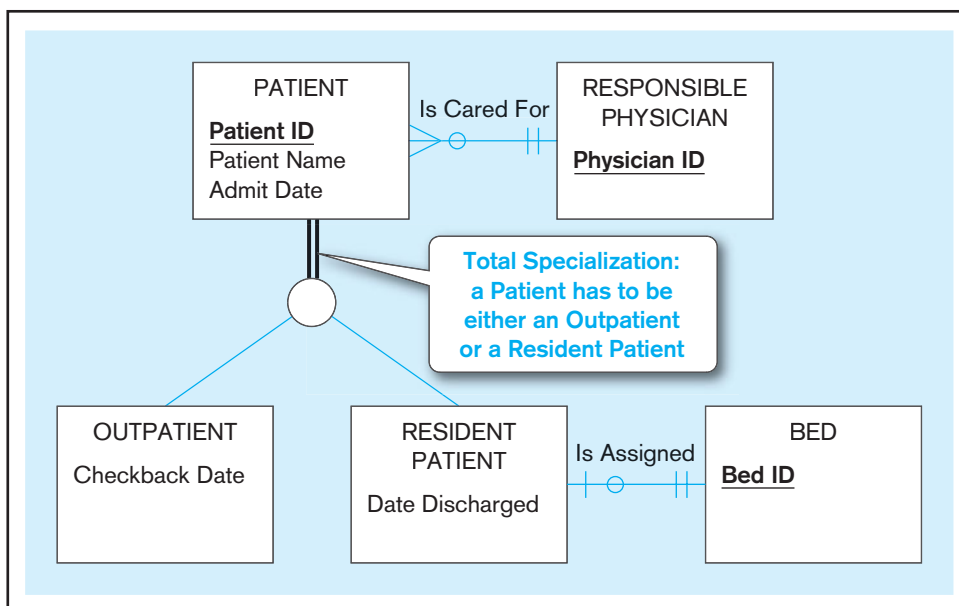 PATIENT
Patient ID
Patient Name
Admit Date
Is Cared For
RESPONSIBLE
PHYSICIAN
Physician ID
Total Specialization:
a Patient has to be
either an Outpatient
or a Resident Patient
OUTPATIENT
Checkback Date
RESIDENT
PATIENT
Date Discharged
Is Assigned
BED
Bed ID